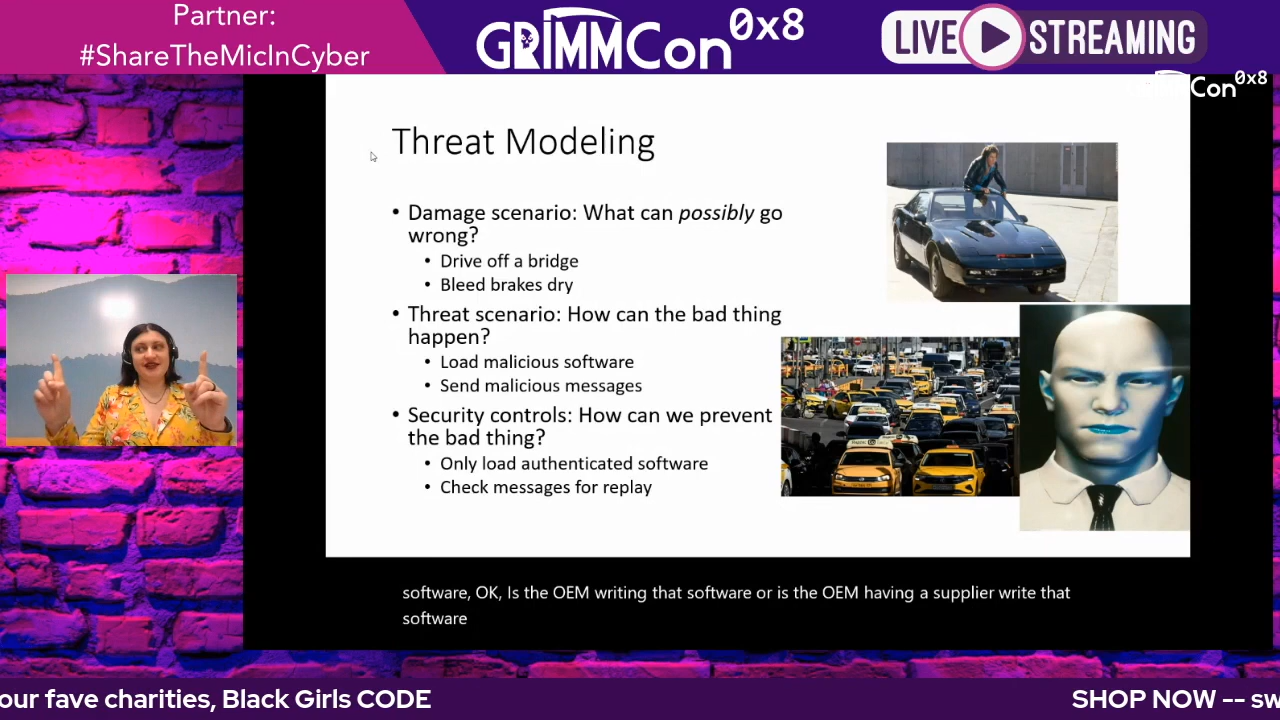 Partner:
#ShareTheMicInCyber
GRIMMCon 0x8
LIVE STREAMING
Con 0x8
Threat Modeling
• Damage scenario: What can possibly go
wrong?
• Drive off a bridge
• Bleed brakes dry
• Threat scenario: How can the bad thing
happen?
• Load malicious software
• Send malicious messages
• Security controls: How can we prevent
the bad thing?
• Only load authenticated software
• Check messages for replay
software, OK, Is the OEM writing that software or is the OEM having a supplier write that
software
our fave charities, Black Girls CODE
SHOP NOW -- sw